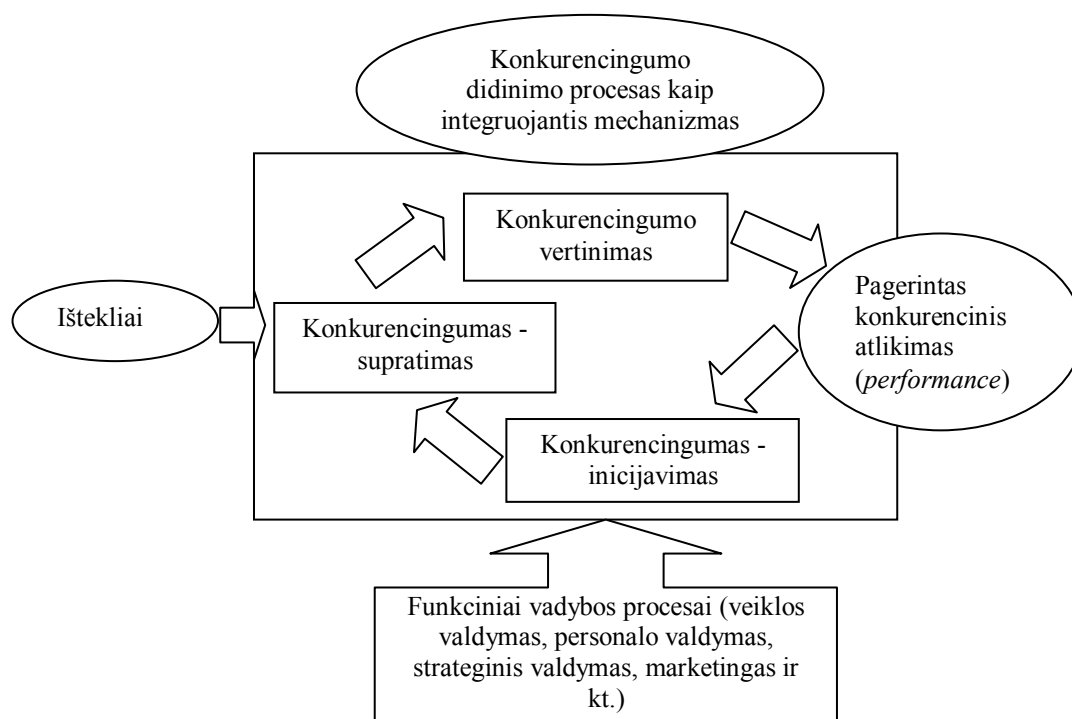 Konkurencingumo
didinimo procesas kaip
integruojantis mechanizmas
Konkurencingumo
vertinimas
Ištekliai
Konkurencingumas -
supratimas
Pagerintas
konkurencinis
atlikimas
(performance)
Konkurencingumas -
inicijavimas
Funkciniai vadybos procesai (veiklos
valdymas, personalo valdymas,
strateginis valdymas, marketingas ir
kt.)